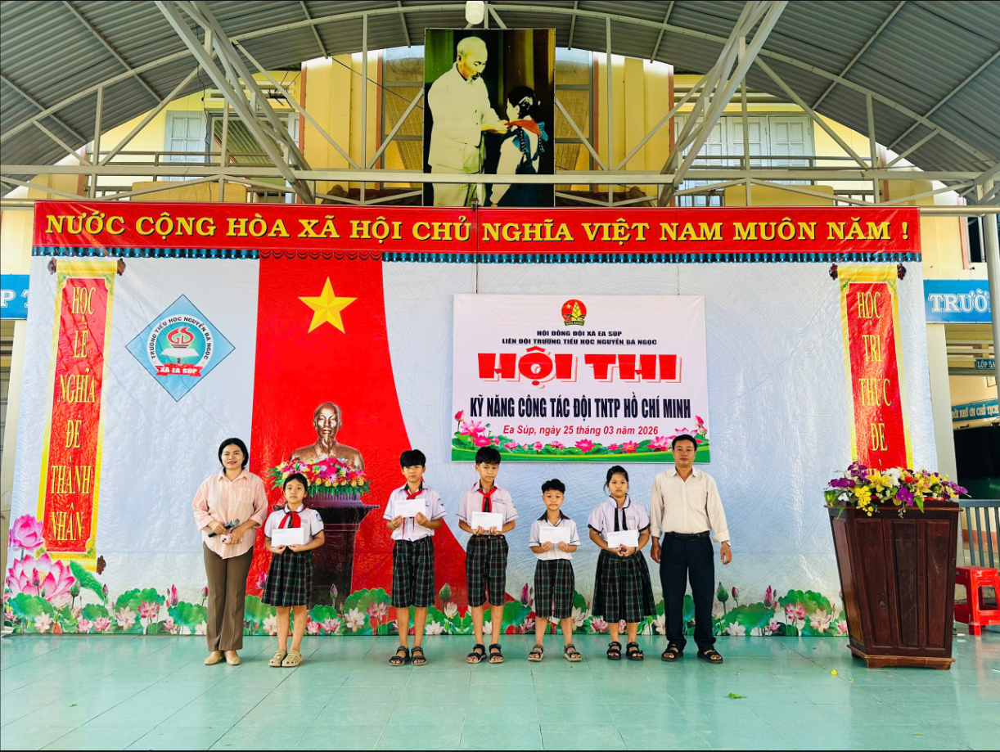 NƯỚC CỘNG HÒA XÃ HỘI CHỦ NGHĨA VIỆT NAM MUÔN NĂM !
HỌC
LỄ
NGHĨA
ĐỂ
THÀNH
NHÂN
TRƯỜNG TIỂU HỌC NGUYỄN BÁ NGỌC
XÃ EA SÚP
HỘI ĐỒNG ĐỘI XÃ EA SÚP
LIÊN ĐỘI TRƯỜNG TIỂU HỌC NGUYỄN BÁ NGỌC
HỘI THI
KỸ NĂNG CÔNG TÁC ĐỘI TNTP HỒ CHÍ MINH
Ea Súp, ngày 25 tháng 03 năm 2026
HỌC
TRI
THỨC
ĐỂ
TRƯỜ
LỚP 5A